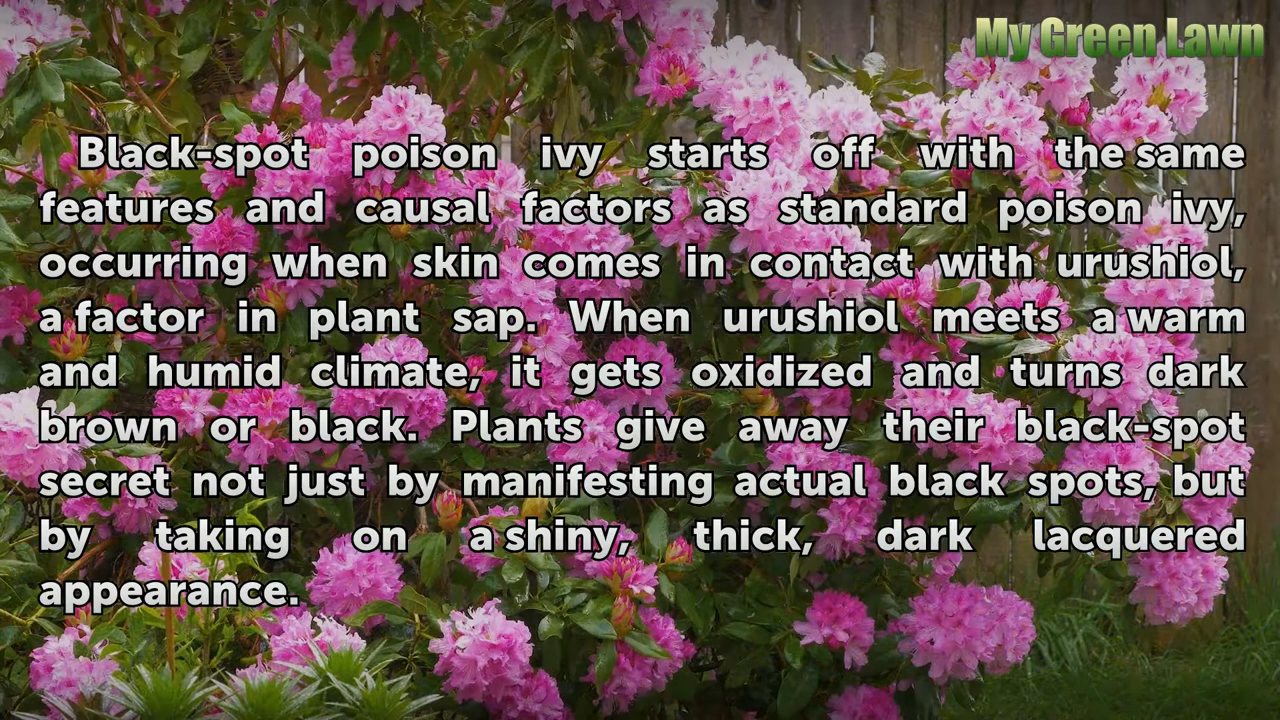 My Green Lawn
Black-spot poison ivy starts off with the same
features and causal factors as standard poison ivy,
occurring when skin comes in contact with urushiol,
a factor in plant sap. When urushiol meets a warm
and humid climate, it gets oxidized and turns dark
brown or black. Plants give away their black-spot
secret not just by manifesting actual black spots, but
by taking on a shiny, thick, dark lacquered
appearance.